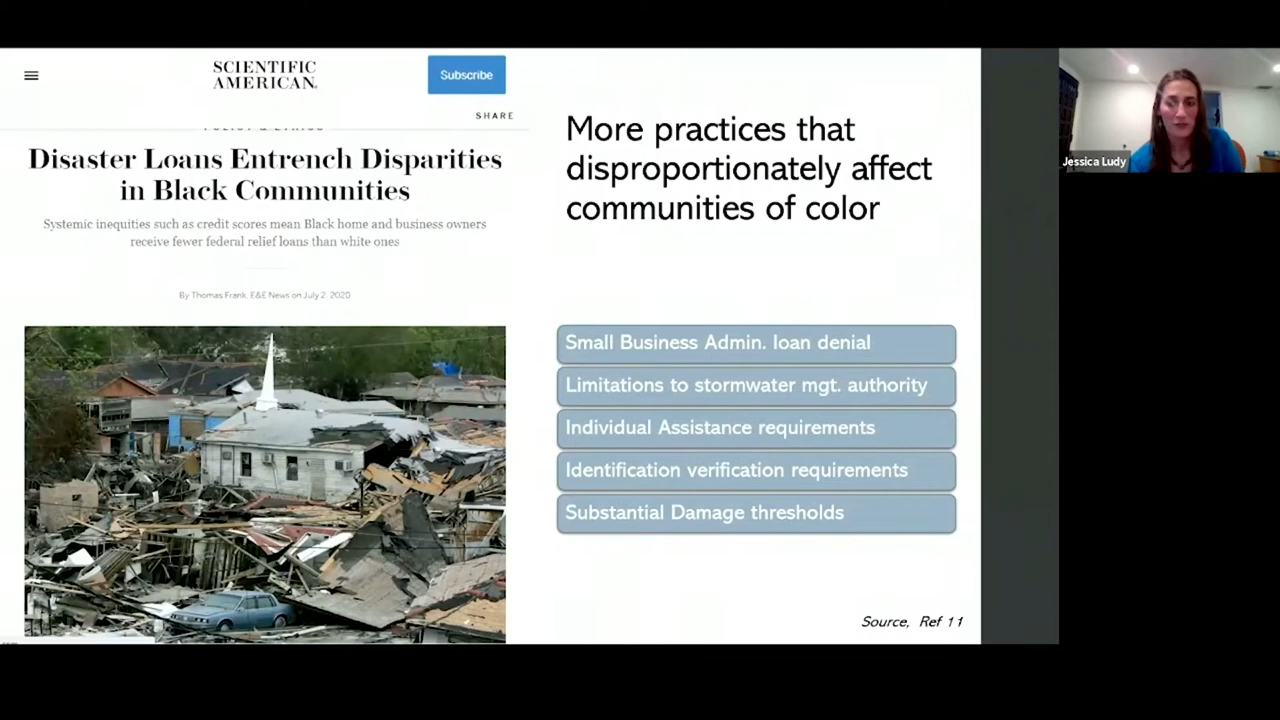 SCIENTIFIC
AMERICAN
Subscribe
SHARE
Disaster Loans Entrench Disparities
in Black Communities
Systemic inequities such as credit scores mean Black home and business owners
receive fewer federal relief loans than white ones
By Thomas Frank, E&E News on July 2, 2020
More practices that
disproportionately affect
communities of color
Small Business Admin. loan denial
Limitations to stormwater mgt. authority
Individual Assistance requirements
Identification verification requirements
Substantial Damage thresholds
Source, Ref 11
Jessica Ludy